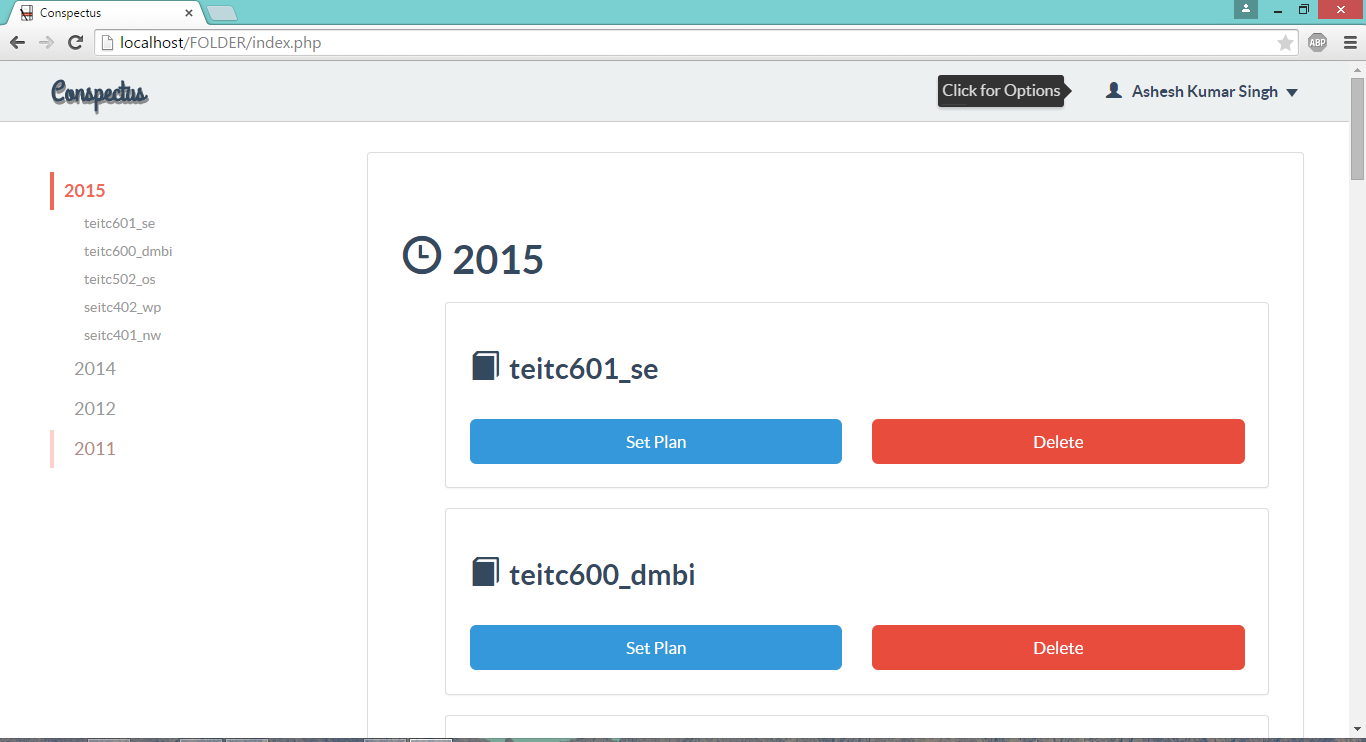 Conspectus
localhost/FOLDER/index.php
ABP
Conspectus
Click for Options
Ashesh Kumar Singh
2015
teitc601_se
teitc600_dmbi
teitc502_os
seitc402_wp
seitc401_nw
2014
2012
2011
2015
teitc601_se
Set Plan
Delete
teitc600_dmbi
Set Plan
Delete